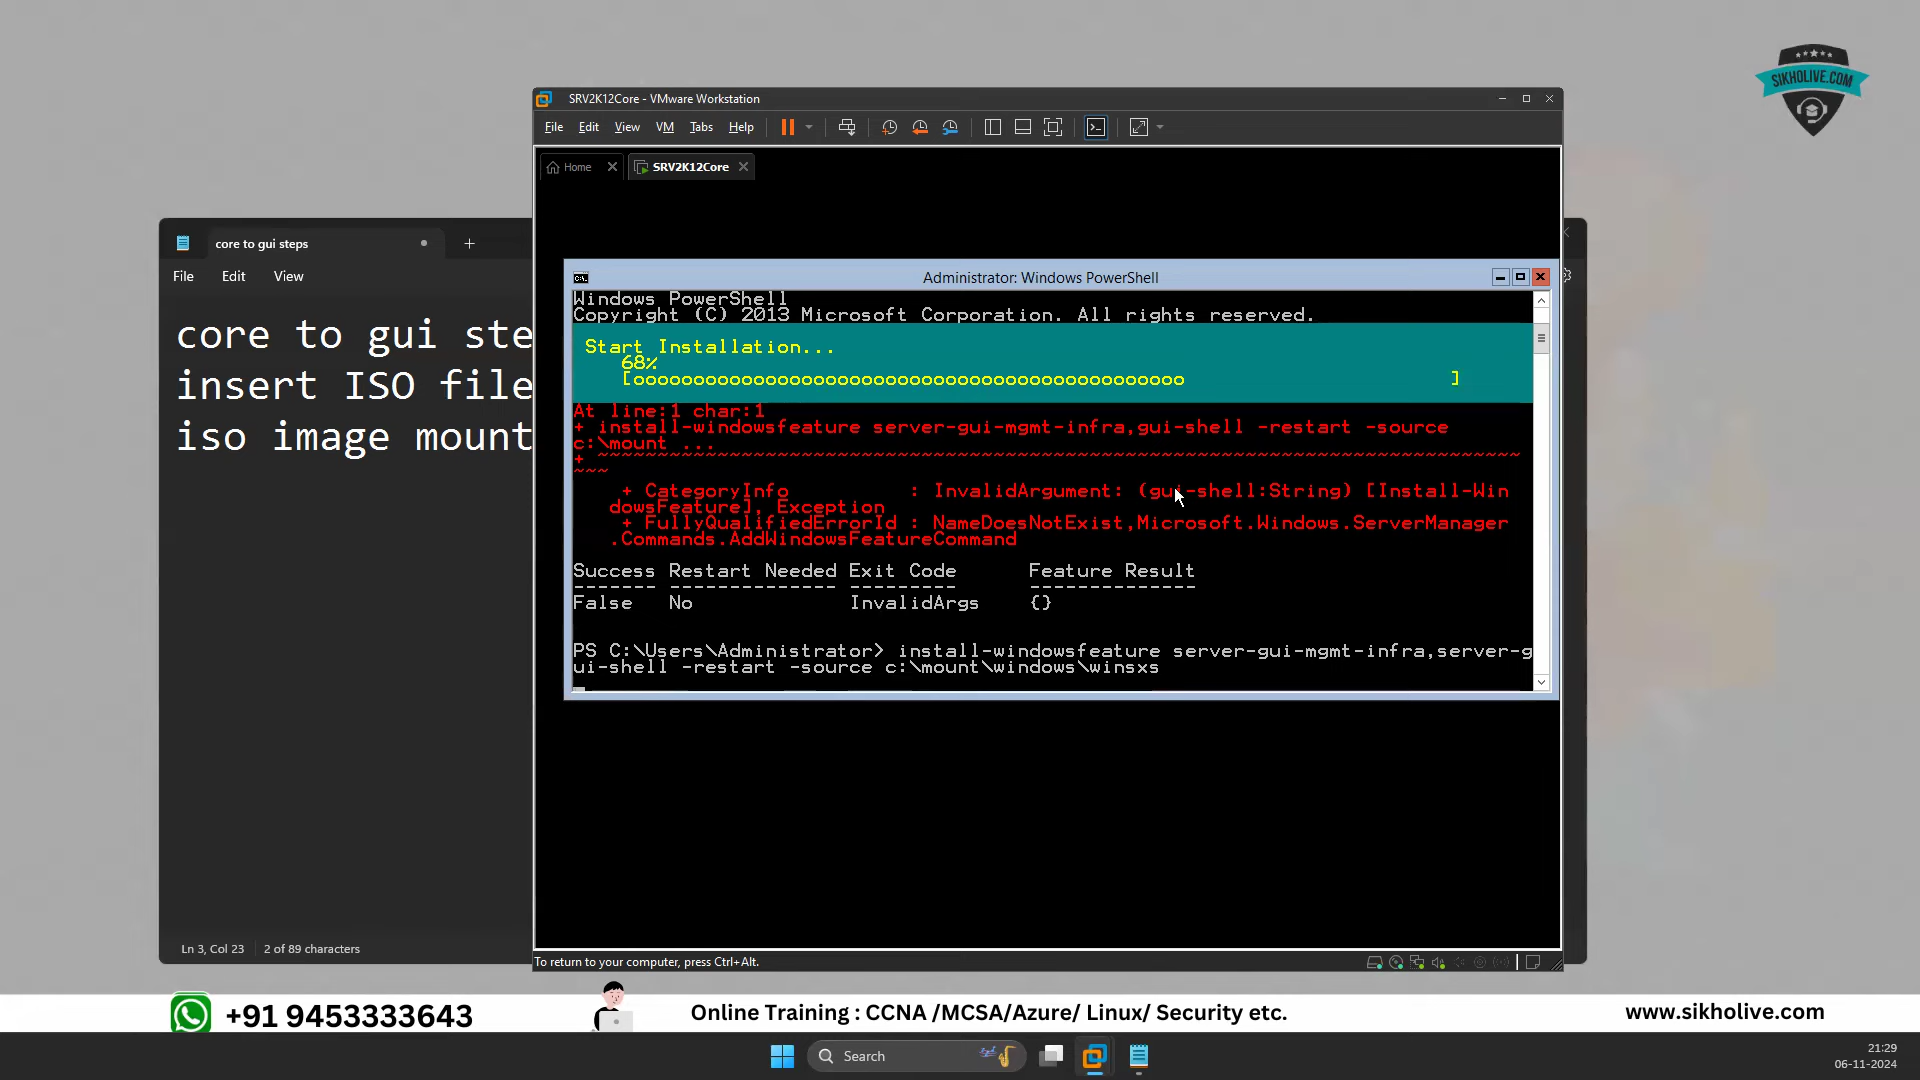 SIKHOLIVE.COM
SRV2K12Core - VMware Workstation
File Edit View VM Tabs Help
Home SRV2K12Core
core to gui steps
File Edit View
core to gui ste
insert ISO file
iso image mount
Administrator: Windows PowerShell
Windows PowerShell
Copyright (C) 2013 Microsoft Corporation. All rights reserved.
Start Installation...
68%
[oooooooooooooooooooooooooooooooooooooooooooooo ]
At line:1 char:1
+ install-windowsfeature server-gui-mgmt-infra,gui-shell -restart -source
c:\mount ...
+ ~~~~~~~~~~~~~~~~~~~~~~~~~~~~~~~~~~~~~~~~~~~~~~~~~~~~~~~~~~~~~~~~~~~~~~~~~~~~~
~~~
+ CategoryInfo : InvalidArgument: (gui-shell:String) [Install-Win
dowsFeature], Exception
+ FullyQualifiedErrorId : NameDoesNotExist,Microsoft.Windows.ServerManager
.Commands.AddWindowsFeatureCommand
Success Restart Needed Exit Code Feature Result
------- -------------- --------- --------------
False No InvalidArgs {}
PS C:\Users\Administrator> install-windowsfeature server-gui-mgmt-infra,server-g
ui-shell -restart -source c:\mount\windows\winsxs
Ln 3, Col 23 2 of 89 characters
To return to your computer, press Ctrl+Alt.
+91 9453333643
Online Training : CCNA /MCSA/Azure/ Linux/ Security etc.
www.sikholive.com
Search
21:29
06-11-2024